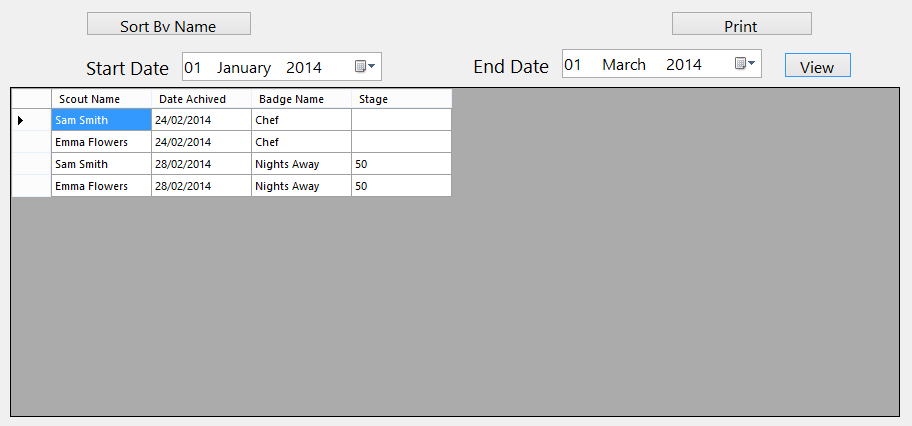 Sort By Name Print
Start Date 01 January 2014 End Date 01 March 2014 View
Scout Name Date Achived Badge Name Stage
Sam Smith 24/02/2014 Chef
Emma Flowers 24/02/2014 Chef
Sam Smith 28/02/2014 Nights Away 50
Emma Flowers 28/02/2014 Nights Away 50